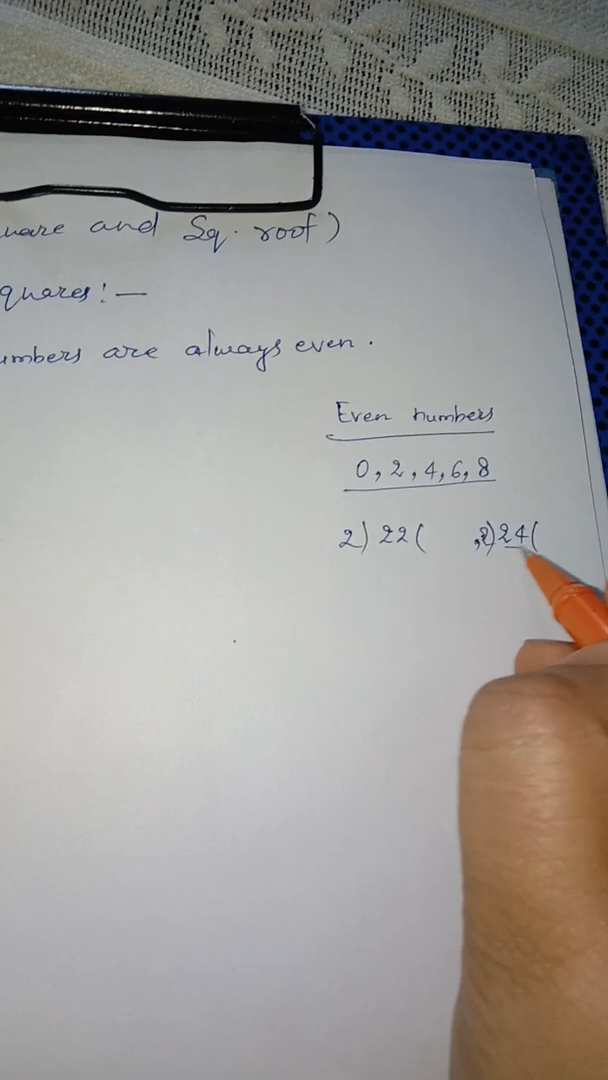 uare and Sq. root)
quares:—
umbers are always even.
Even numbers
0, 2, 4, 6, 8
2) 22 ( , 2) 24 (